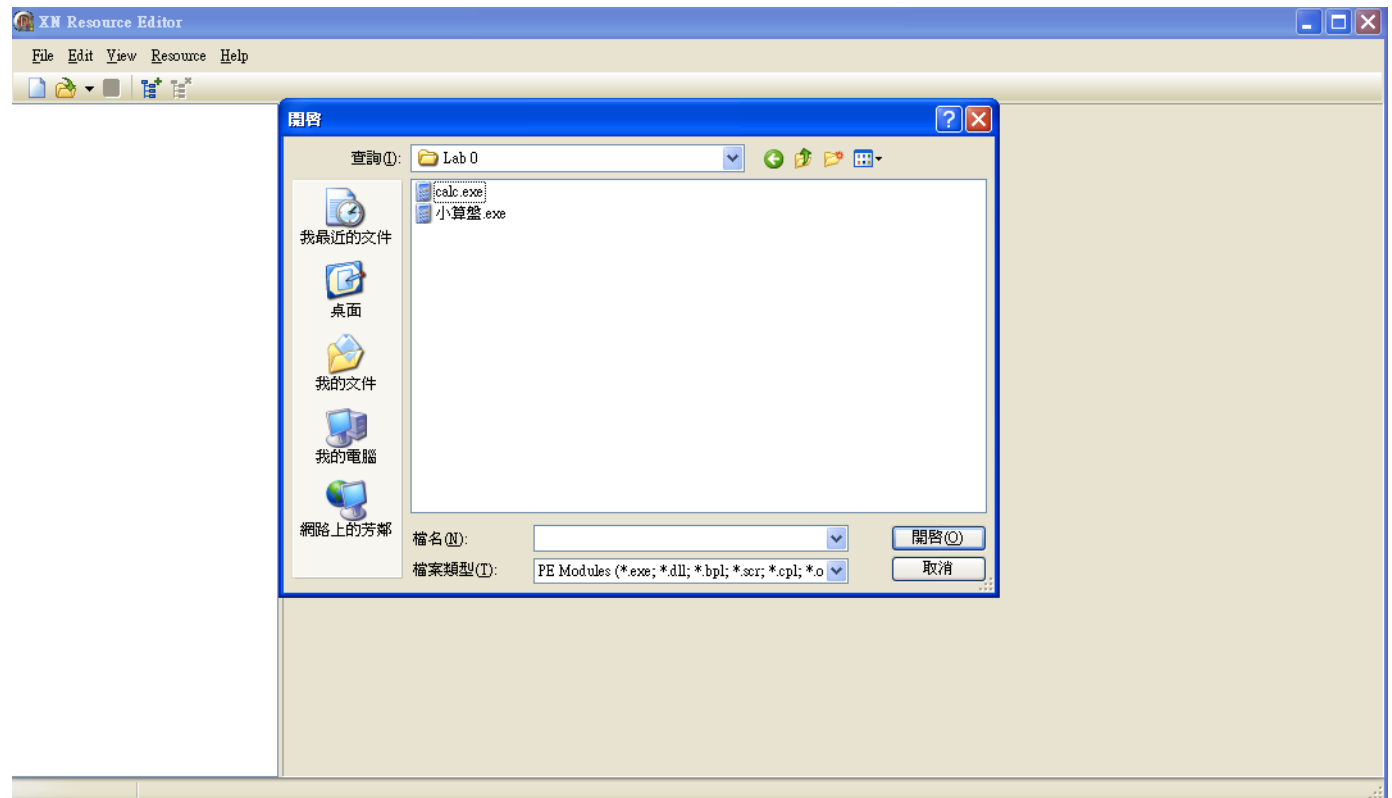 XN Resource Editor
File Edit View Resource Help
開啓
查詢(I): Lab 0
calc.exe
小算盤.exe
我最近的文件
桌面
我的文件
我的電腦
網路上的芳鄰
檔名(N):
開啓(O)
檔案類型(T): PE Modules (*.exe; *.dll; *.bpl; *.scr; *.cpl; *.o
取消